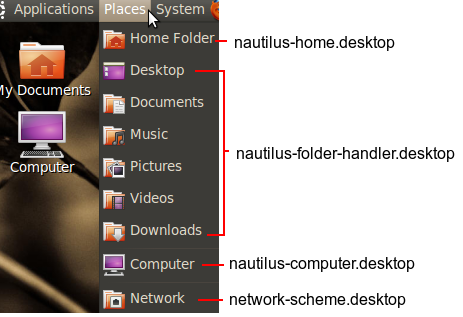 Applications Places System
Home Folder
nautilus-home.desktop
Desktop
My Documents
Documents
Music
nautilus-folder-handler.desktop
Pictures
Computer
Videos
Downloads
Computer
nautilus-computer.desktop
Network
network-scheme.desktop